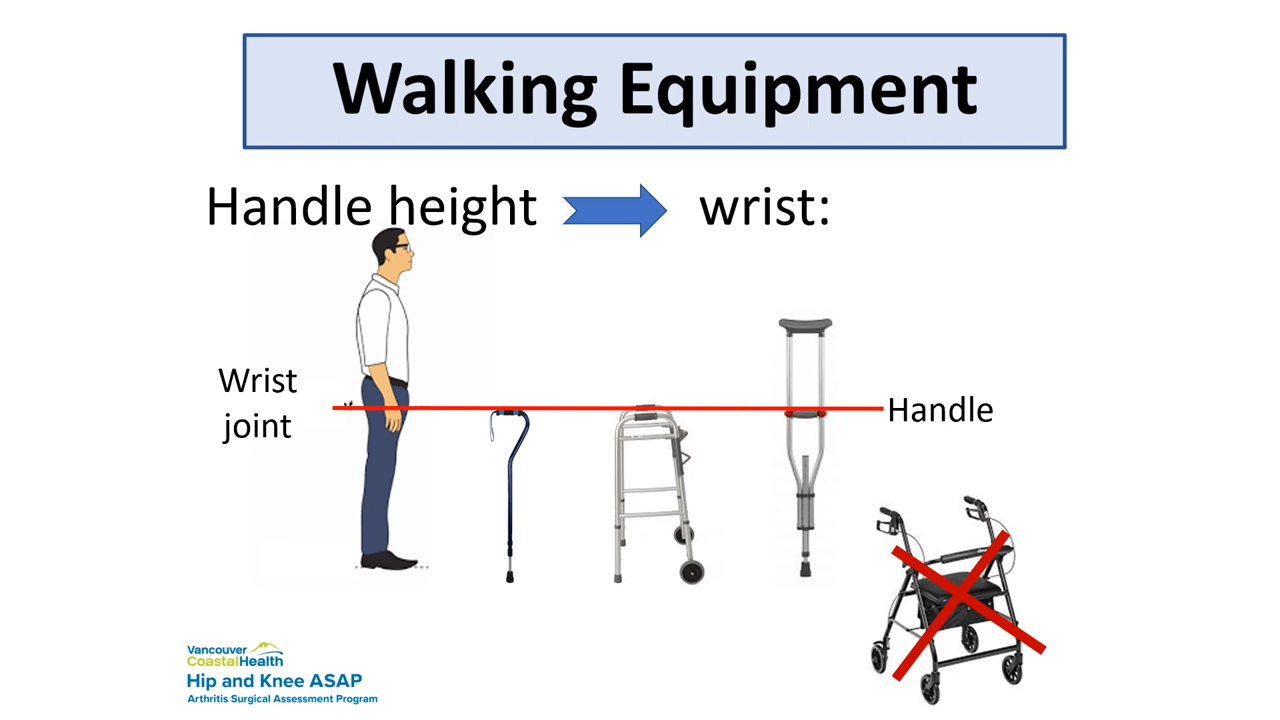 Walking Equipment
Handle height
wrist:
Wrist
joint
Handle
Vancouver
CoastalHealth
Hip and Knee ASAP
Arthritis Surgical Assessment Program